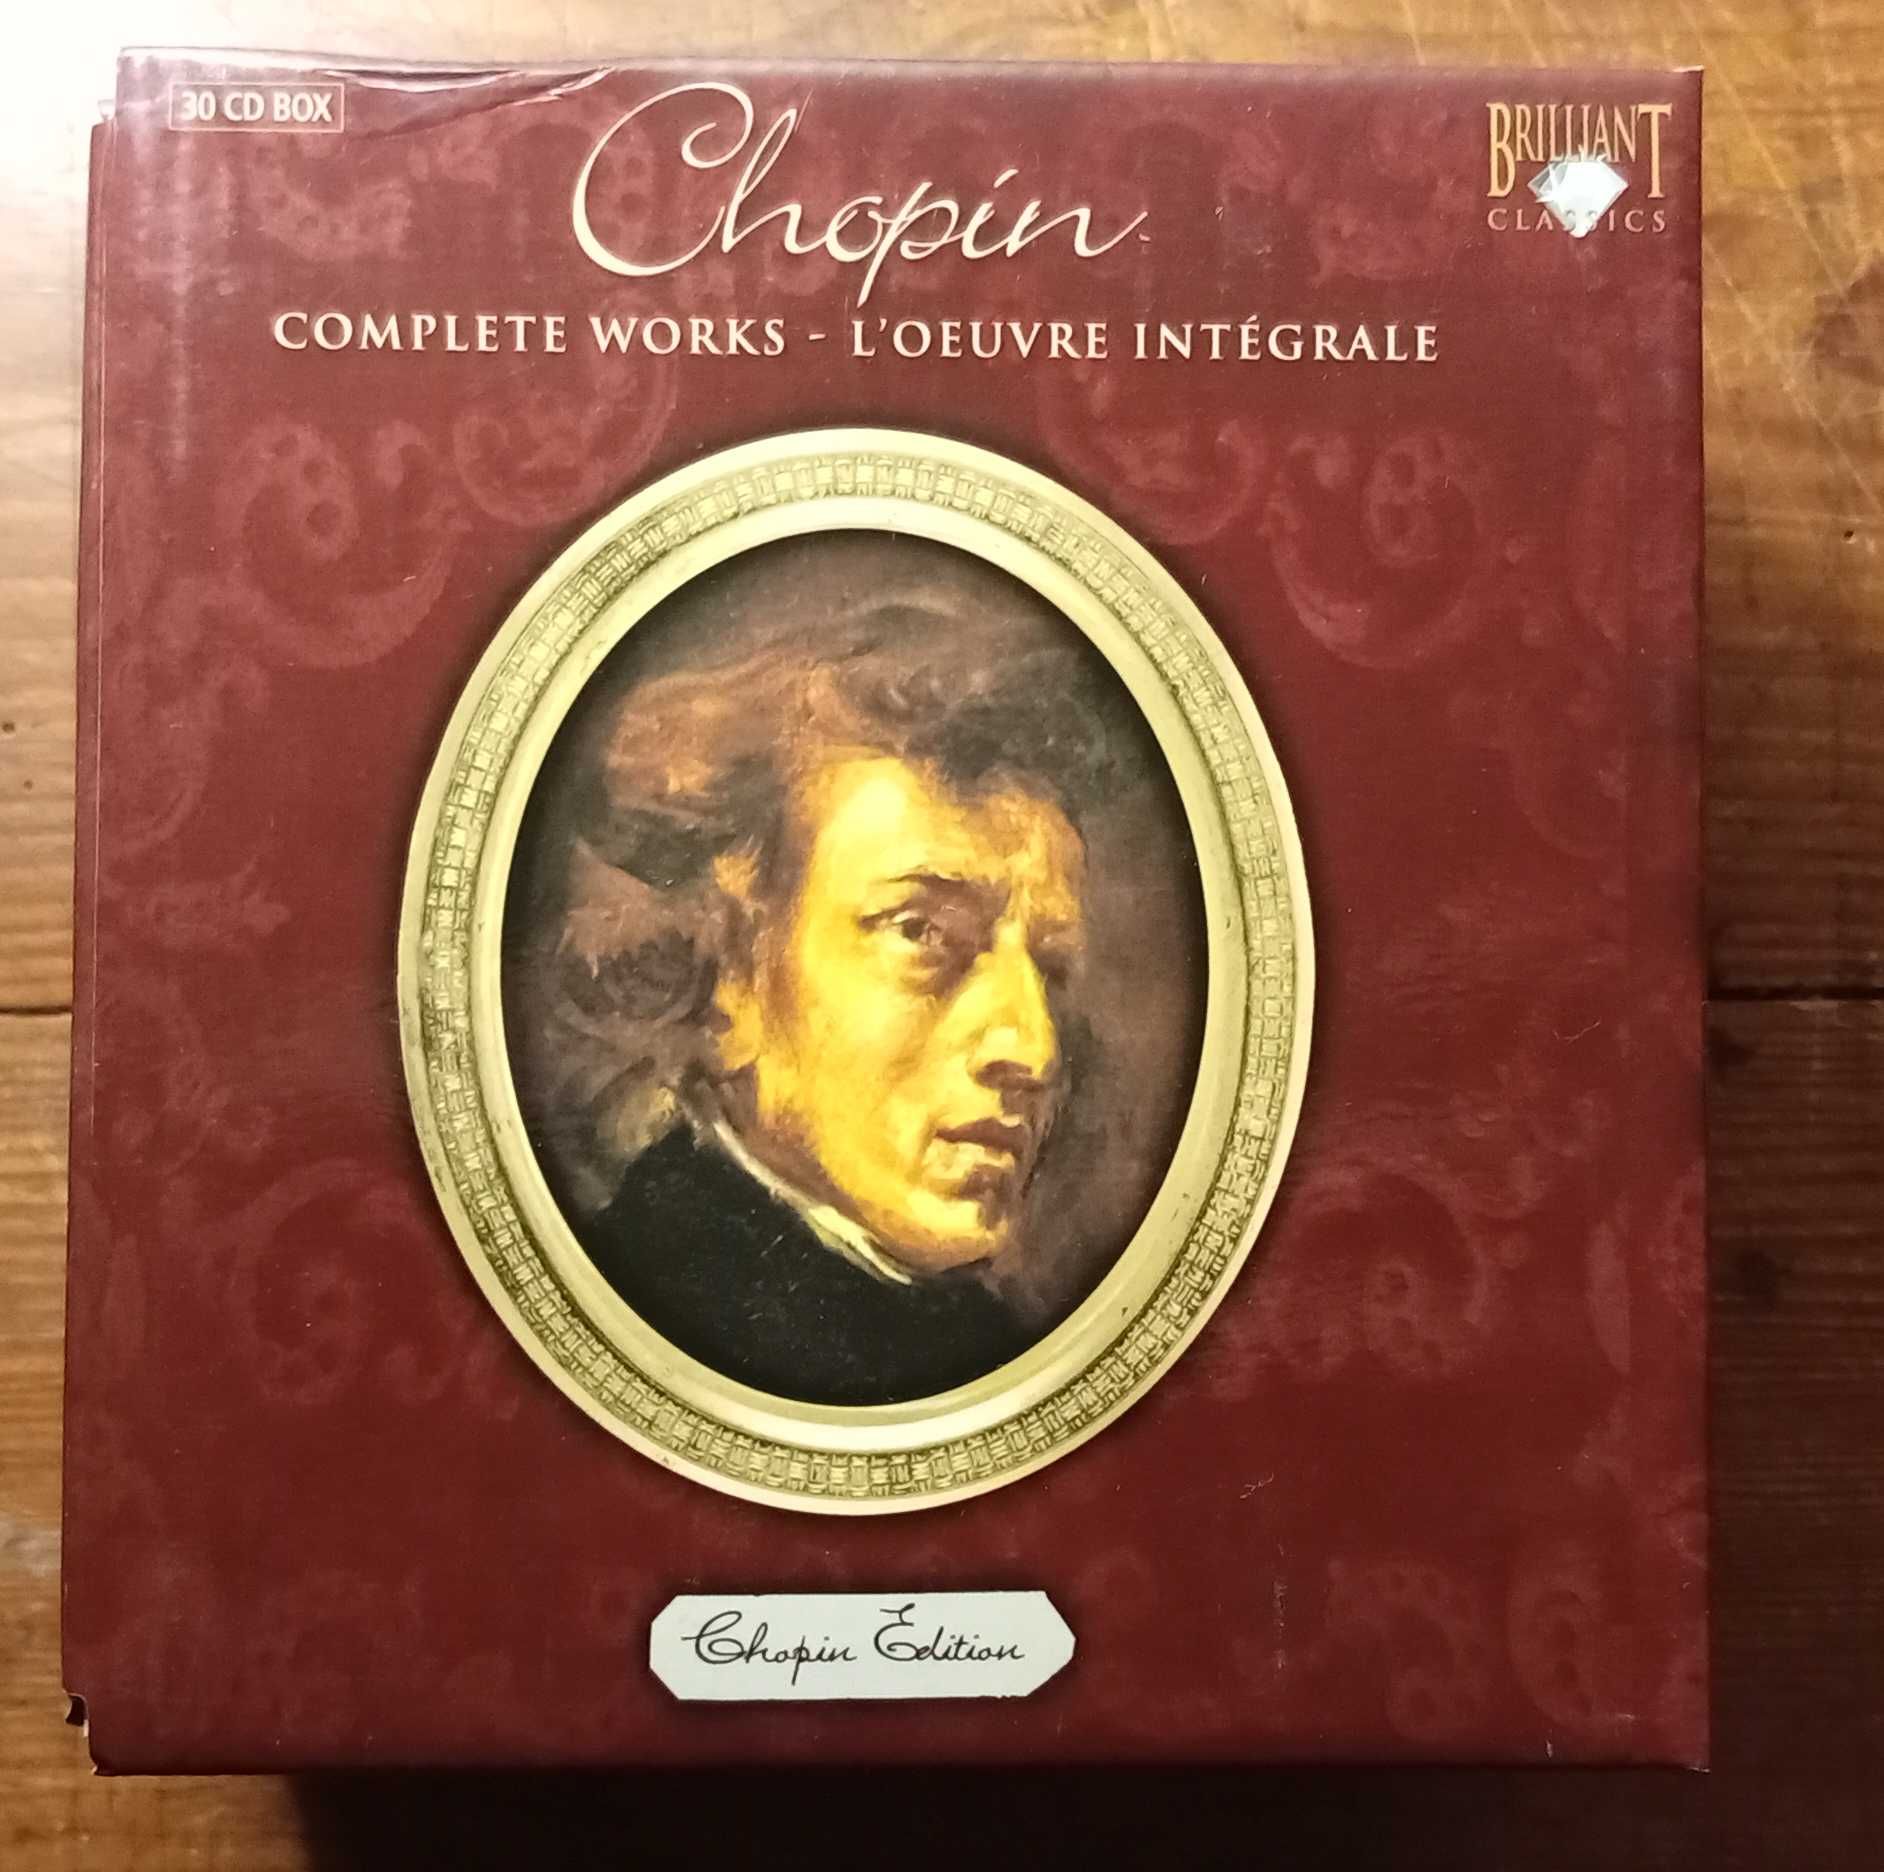 30 CD BOX
Chopin
BRILLIANT
CLASSICS
COMPLETE WORKS - L'OEUVRE INTÉGRALE
Chopin Edition